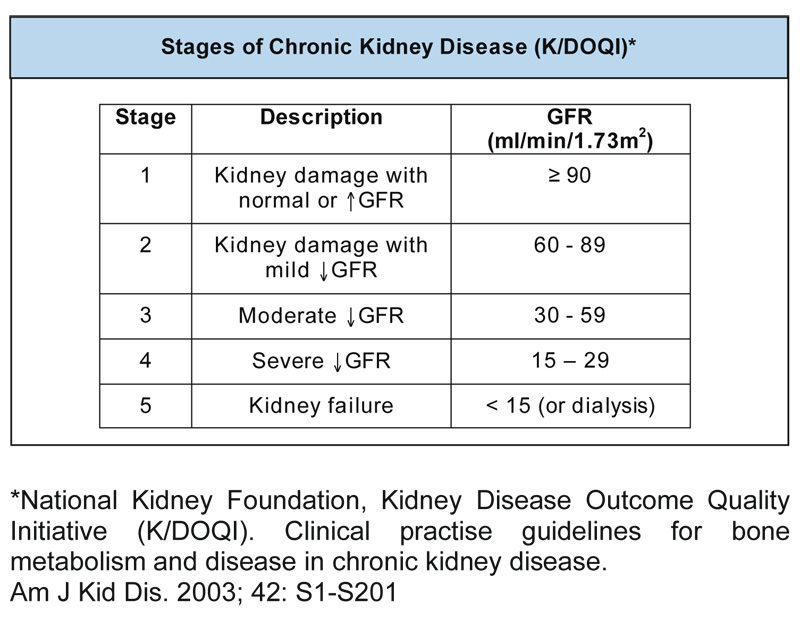 Stages of Chronic Kidney Disease (K/DOQI)*
Stage Description GFR
(ml/min/1.73m²)
1 Kidney damage with ≥ 90
normal or ↑GFR
2 Kidney damage with 60 - 89
mild ↓GFR
3 Moderate ↓GFR 30 - 59
4 Severe ↓GFR 15 – 29
5 Kidney failure < 15 (or dialysis)
*National Kidney Foundation, Kidney Disease Outcome Quality
Initiative (K/DOQI). Clinical practise guidelines for bone
metabolism and disease in chronic kidney disease.
Am J Kid Dis. 2003; 42: S1-S201